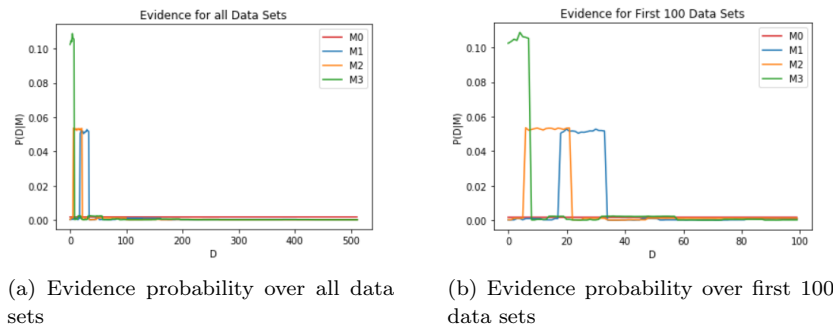 Evidence for all Data Sets
M0
M1
M2
M3
0.10
0.08
0.06
0.04
0.02
0.00
P(D|M)
0
100
200
300
400
500
D
(a) Evidence probability over all data
sets
Evidence for First 100 Data Sets
M0
M1
M2
M3
0.10
0.08
0.06
0.04
0.02
0.00
P(D|M)
0
20
40
60
80
100
D
(b) Evidence probability over first 100
data sets